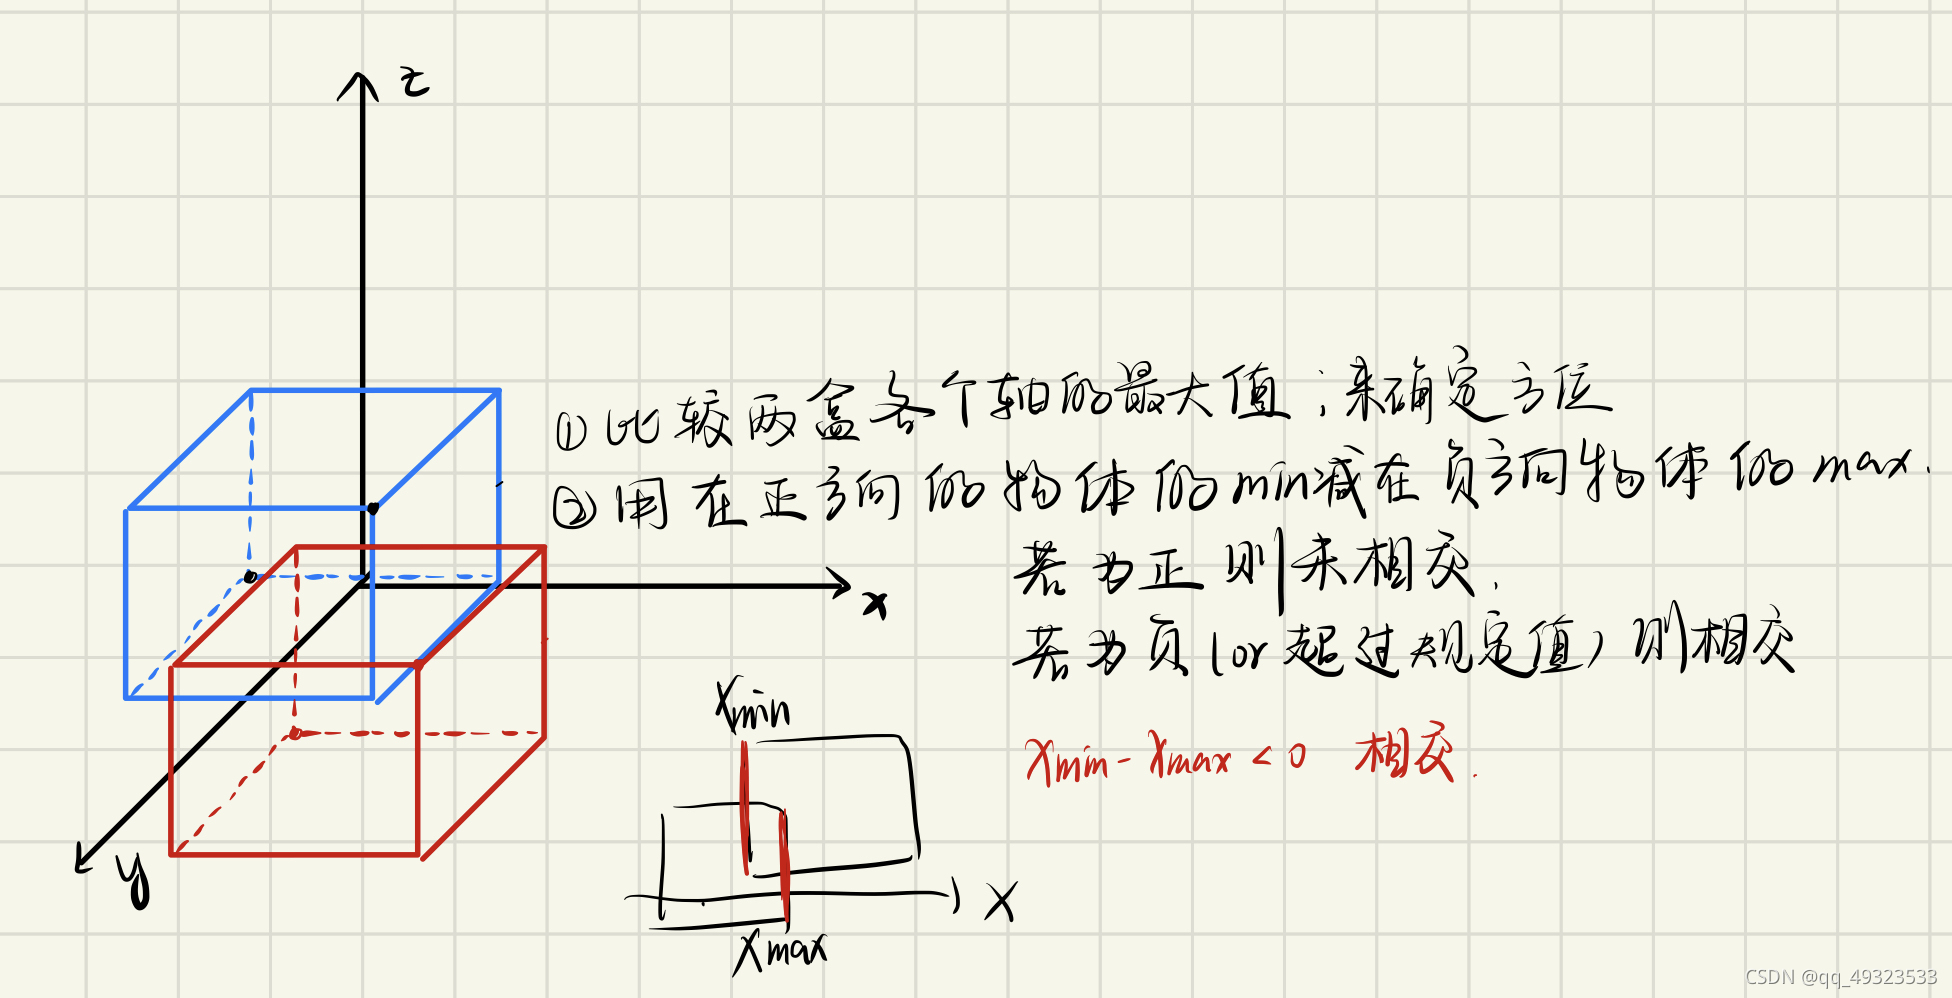 z
①比较两盒各个轴的最大值;来确定方位
②用在正方向的物体的min减在负方向物体的max.
若为正则未相交.
x
若为负(or超过规定值)则相交
Xmin
Xmin-Xmax<0 相交.
y
X
Xmax
CSDN @qq_49323533